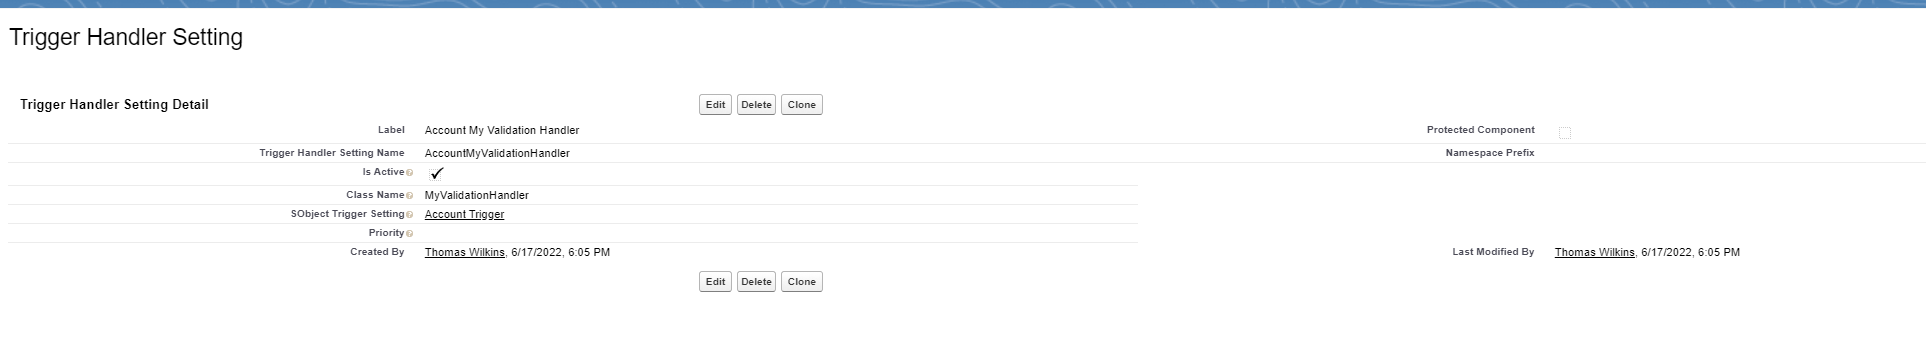 Trigger Handler Setting
Trigger Handler Setting Detail Edit Delete Clone
Label Account My Validation Handler Protected Component
Trigger Handler Setting Name AccountMyValidationHandler Namespace Prefix
Is Active
Class Name MyValidationHandler
SObject Trigger Setting Account Trigger
Priority
Created By Thomas Wilkins, 6/17/2022, 6:05 PM Last Modified By Thomas Wilkins, 6/17/2022, 6:05 PM
Edit Delete Clone